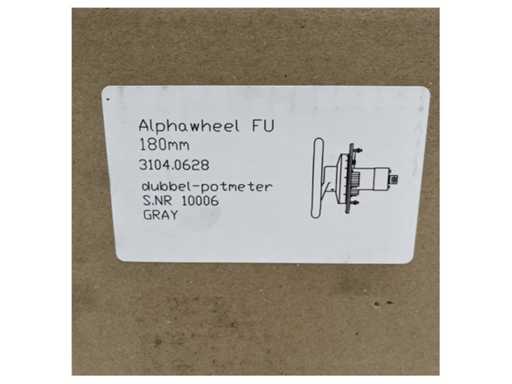 Alphawheel FU
180mm
3104.0628
dubbel-potmeter
S.NR 10006
GRAY